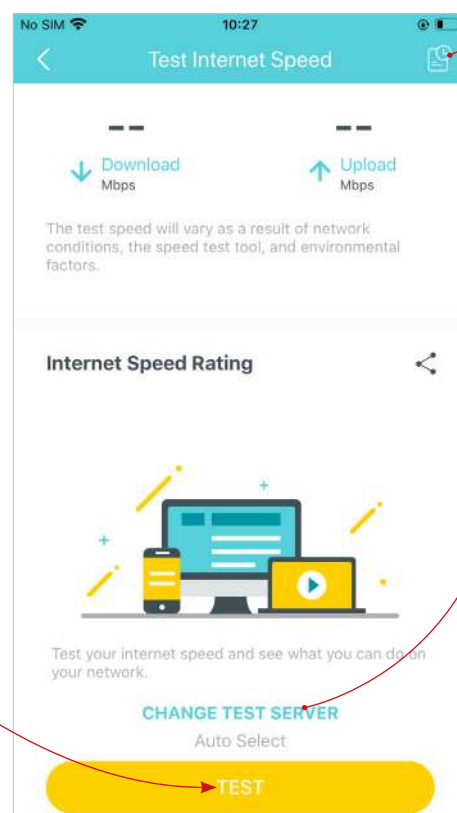 No SIM 10:27
Test Internet Speed
-- --
Download Upload
Mbps Mbps
The test speed will vary as a result of network
conditions, the speed test tool, and environmental
factors.
Internet Speed Rating
Test your internet speed and see what you can do on
your network.
CHANGE TEST SERVER
Auto Select
TEST